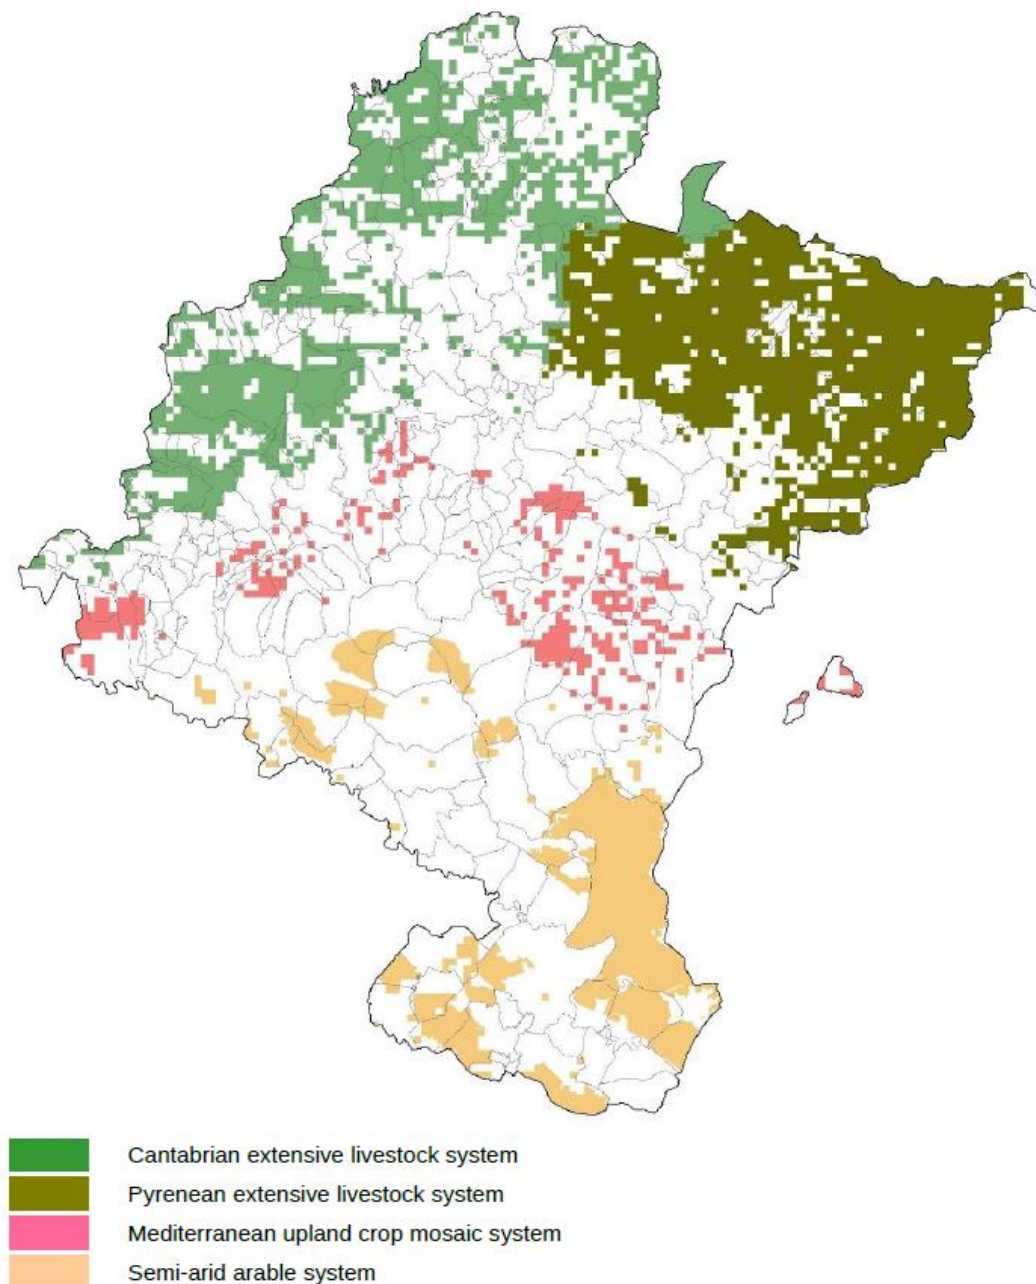 Cantabrian extensive livestock system
Pyrenean extensive livestock system
Mediterranean upland crop mosaic system
Semi-arid arable system